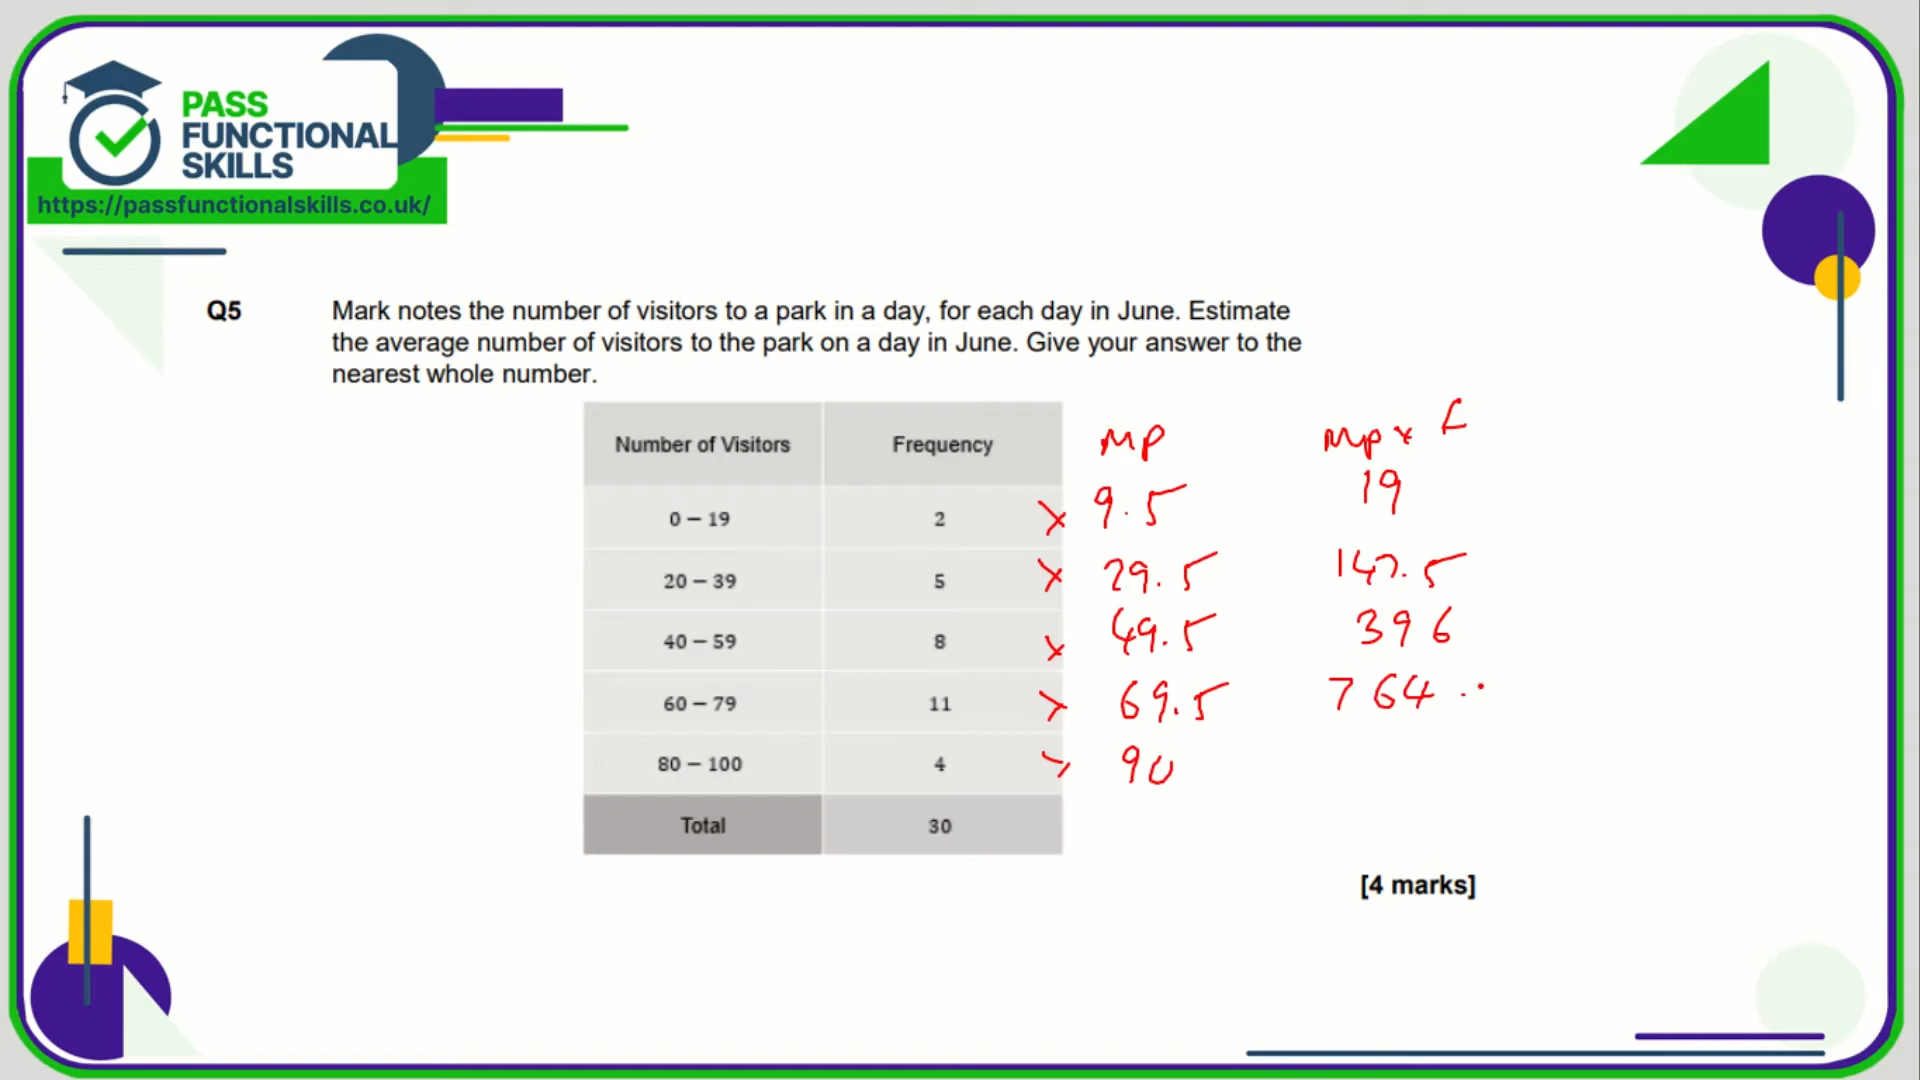 PASS
FUNCTIONAL
SKILLS
https://passfunctionalskills.co.uk/
Q5 Mark notes the number of visitors to a park in a day, for each day in June. Estimate
the average number of visitors to the park on a day in June. Give your answer to the
nearest whole number.
Number of Visitors Frequency MP MP × f
0 – 19 2 × 9.5 19
20 – 39 5 × 29.5 147.5
40 – 59 8 × 49.5 396
60 – 79 11 × 69.5 764.
80 – 100 4 × 90
Total 30
[4 marks]